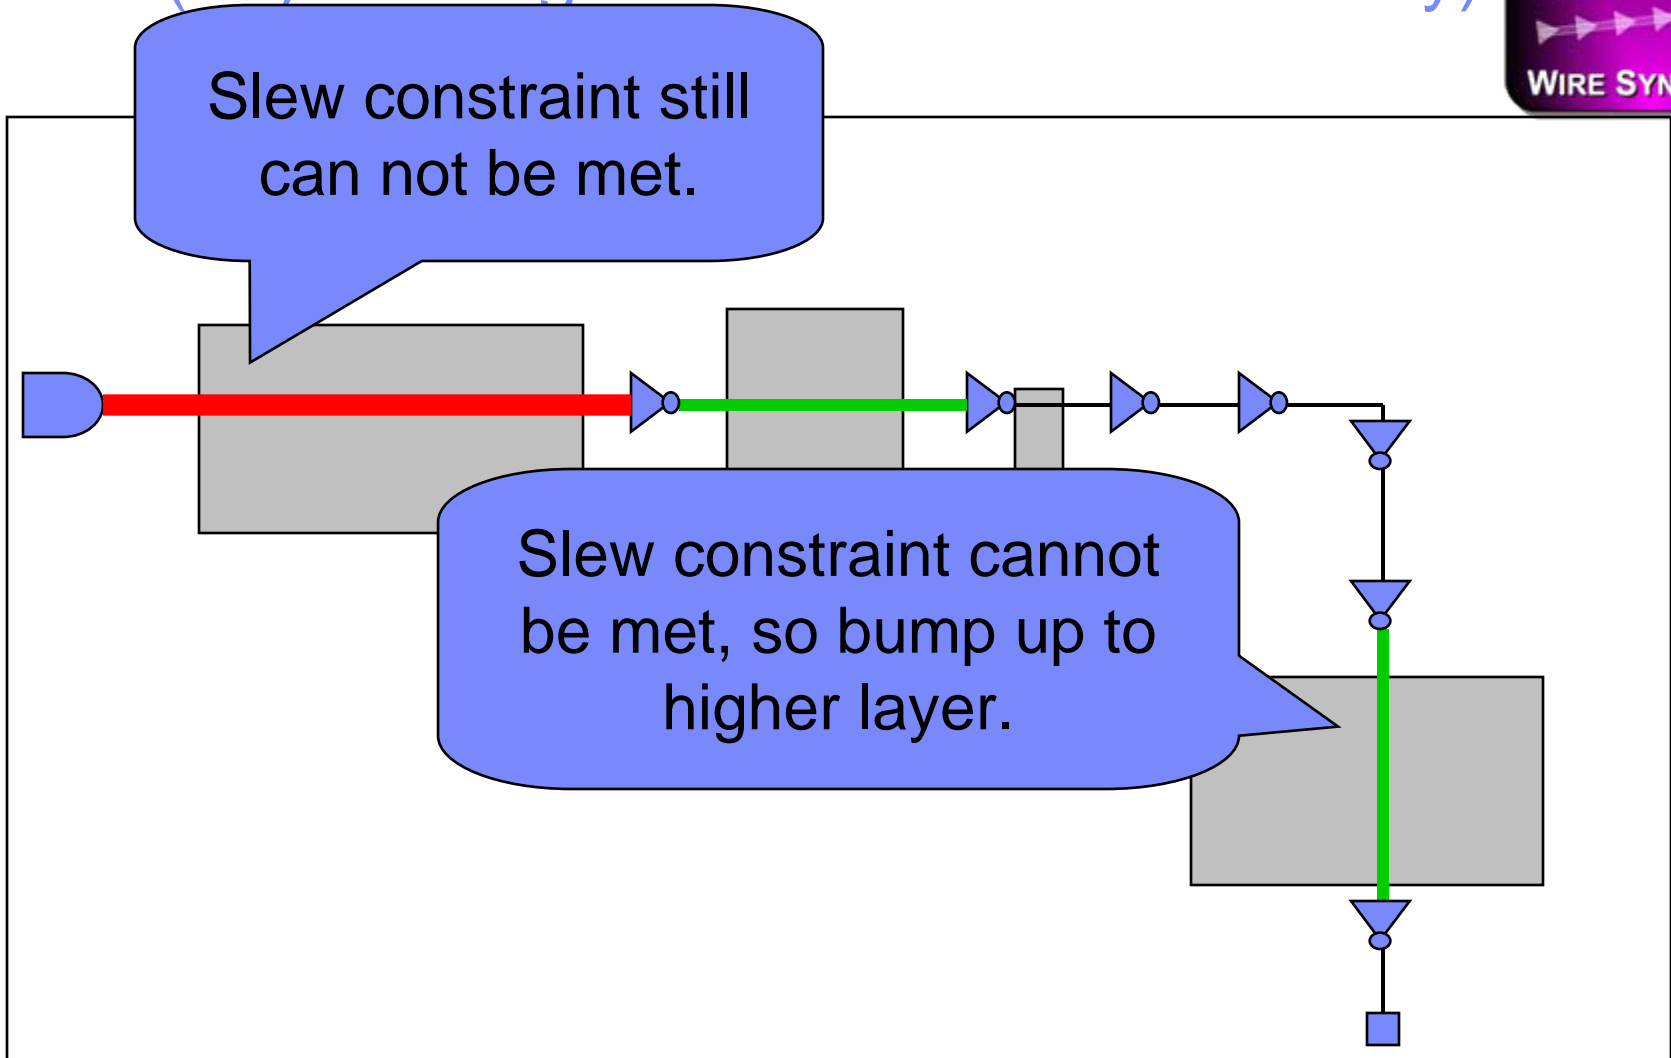 Slew constraint still
can not be met.
WIRE SYN
Slew constraint cannot
be met, so bump up to
higher layer.